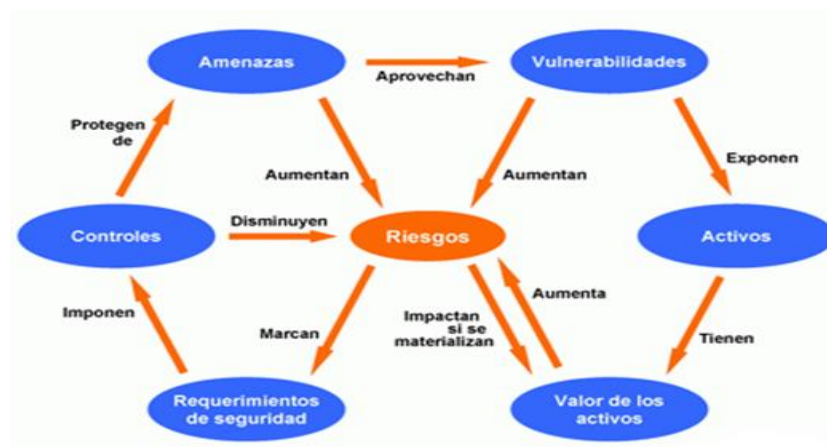 Amenazas
Aprovechan
Vulnerabilidades
Protegen
de
Aumentan
Aumentan
Exponen
Controles
Disminuyen
Riesgos
Activos
Imponen
Marcan
Impactan
si se
materializan
Aumenta
Tienen
Requerimientos
de seguridad
Valor de los
activos